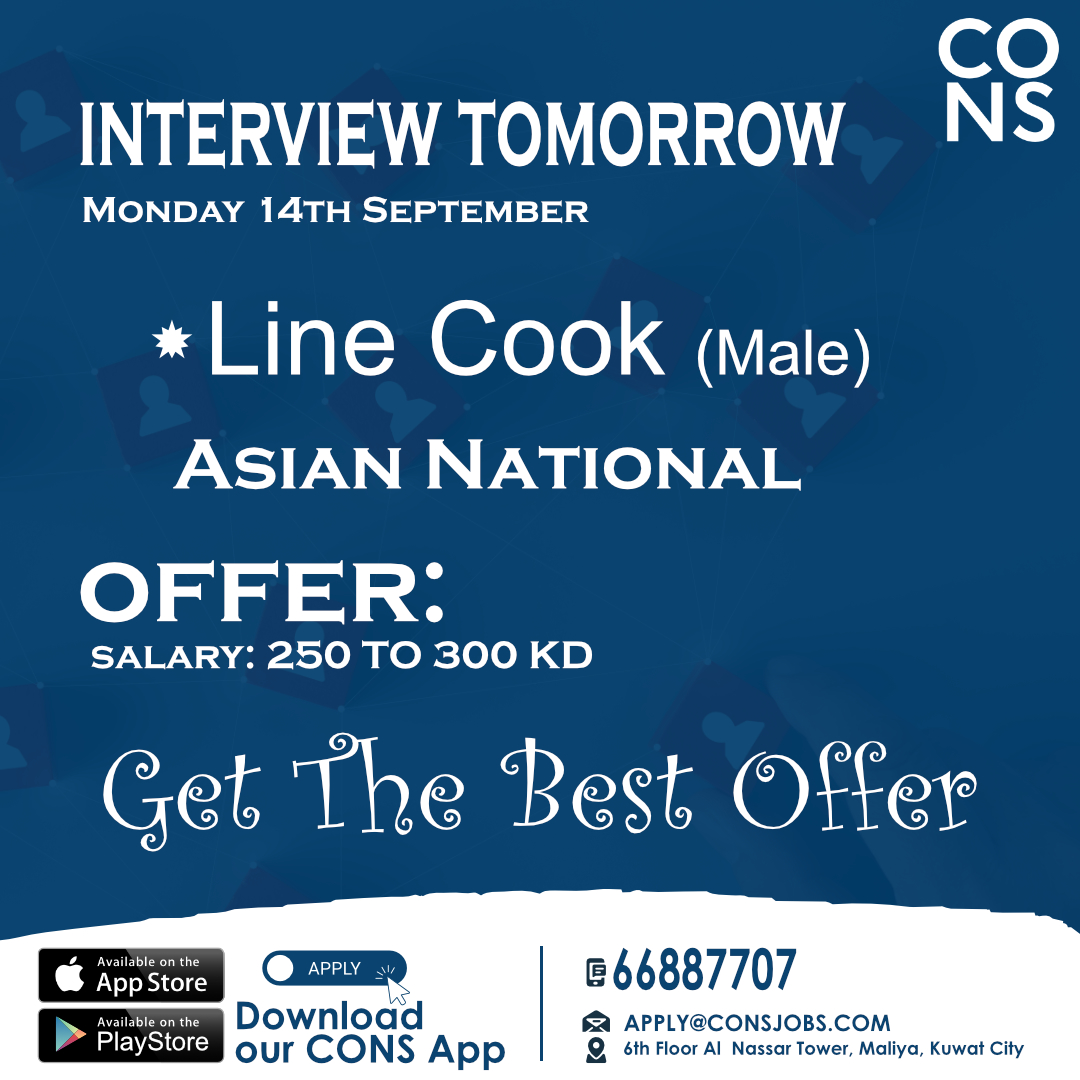 CO
NS
INTERVIEW TOMORROW
MONDAY 14TH SEPTEMBER
Line Cook (Male)
ASIAN NATIONAL
OFFER:
SALARY: 250 TO 300 KD
Get The Best Offer
Available on the
App Store
Available on the
PlayStore
APPLY
Download
our CONS App
66887707
APPLY@CONSJOBS.COM
6th Floor Al Nassar Tower, Maliya, Kuwat City